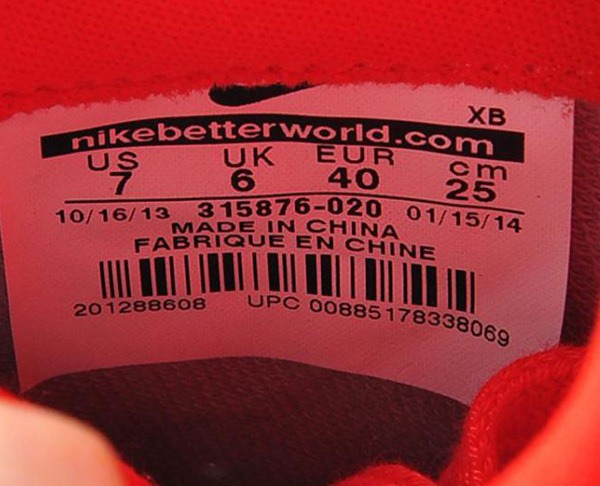 XB
nikebetterworld.com
US UK EUR cm
7 6 40 25
10/16/13 315876-020 01/15/14
MADE IN CHINA
FABRIQUE EN CHINE
201288608 UPC 00885178338069